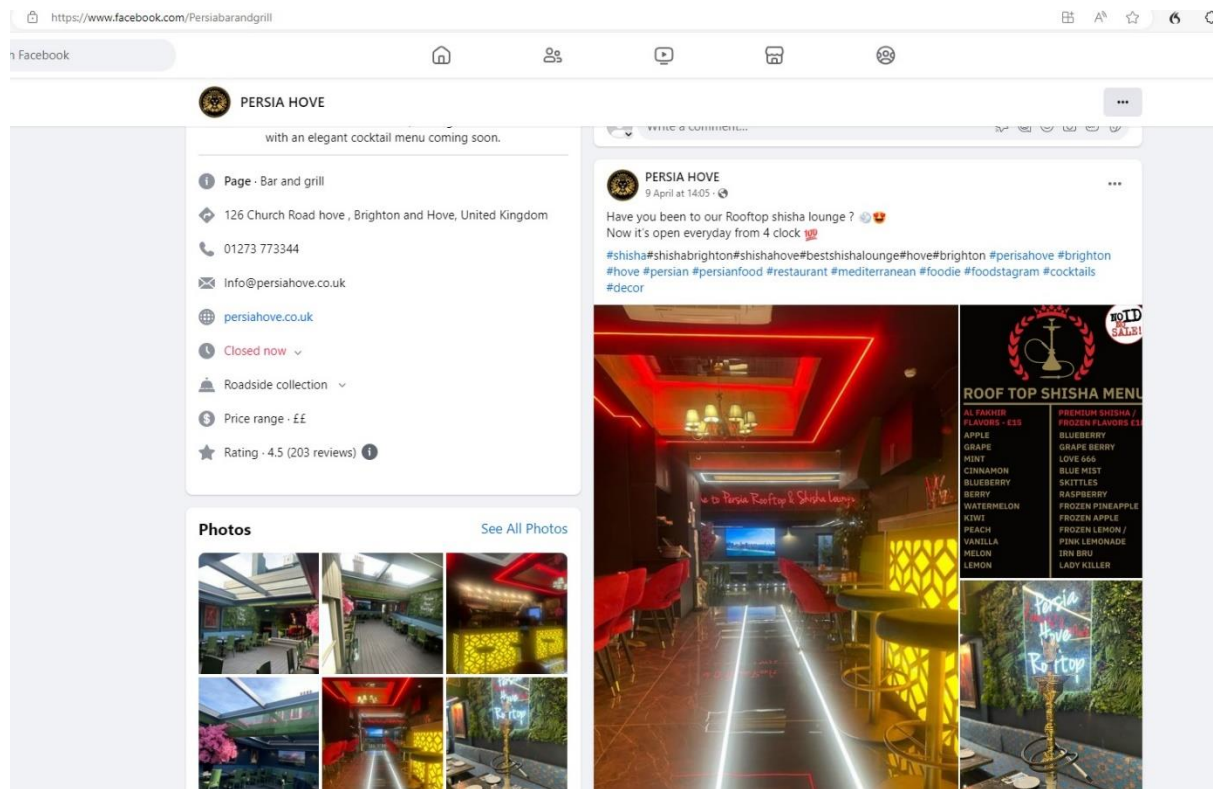 https://www.facebook.com/Persiabarandgrill
n Facebook
PERSIA HOVE
with an elegant cocktail menu coming soon.
Page · Bar and grill
126 Church Road hove , Brighton and Hove, United Kingdom
01273 773344
Info@persiahove.co.uk
persiahove.co.uk
Closed now
Roadside collection
Price range · ££
Rating · 4.5 (203 reviews)
Photos
See All Photos
Write a comment...
PERSIA HOVE
9 April at 14:05 ·
Have you been to our Rooftop shisha lounge ?
Now it's open everyday from 4 clock 💯
#shisha#shishabrighton#shishahove#bestshishalounge#hove#brighton #perisahove #brighton
#hove #persian #persianfood #restaurant #mediterranean #foodie #foodstagram #cocktails
#decor
to Persia Rooftop & Shisha Lounge
NO ID
NO
SALE!
ROOF TOP SHISHA MENU
AL FAKHIR
FLAVORS - £15
APPLE
GRAPE
MINT
CINNAMON
BLUEBERRY
BERRY
WATERMELON
KIWI
PEACH
VANILLA
MELON
LEMON
PREMIUM SHISHA /
FROZEN FLAVORS
BLUEBERRY
GRAPE BERRY
LOVE 666
BLUE MIST
SKITTLES
RASPBERRY
FROZEN PINEAPPLE
FROZEN APPLE
FROZEN LEMON /
PINK LEMONADE
IRN BRU
LADY KILLER
Persia
Hove
Rooftop